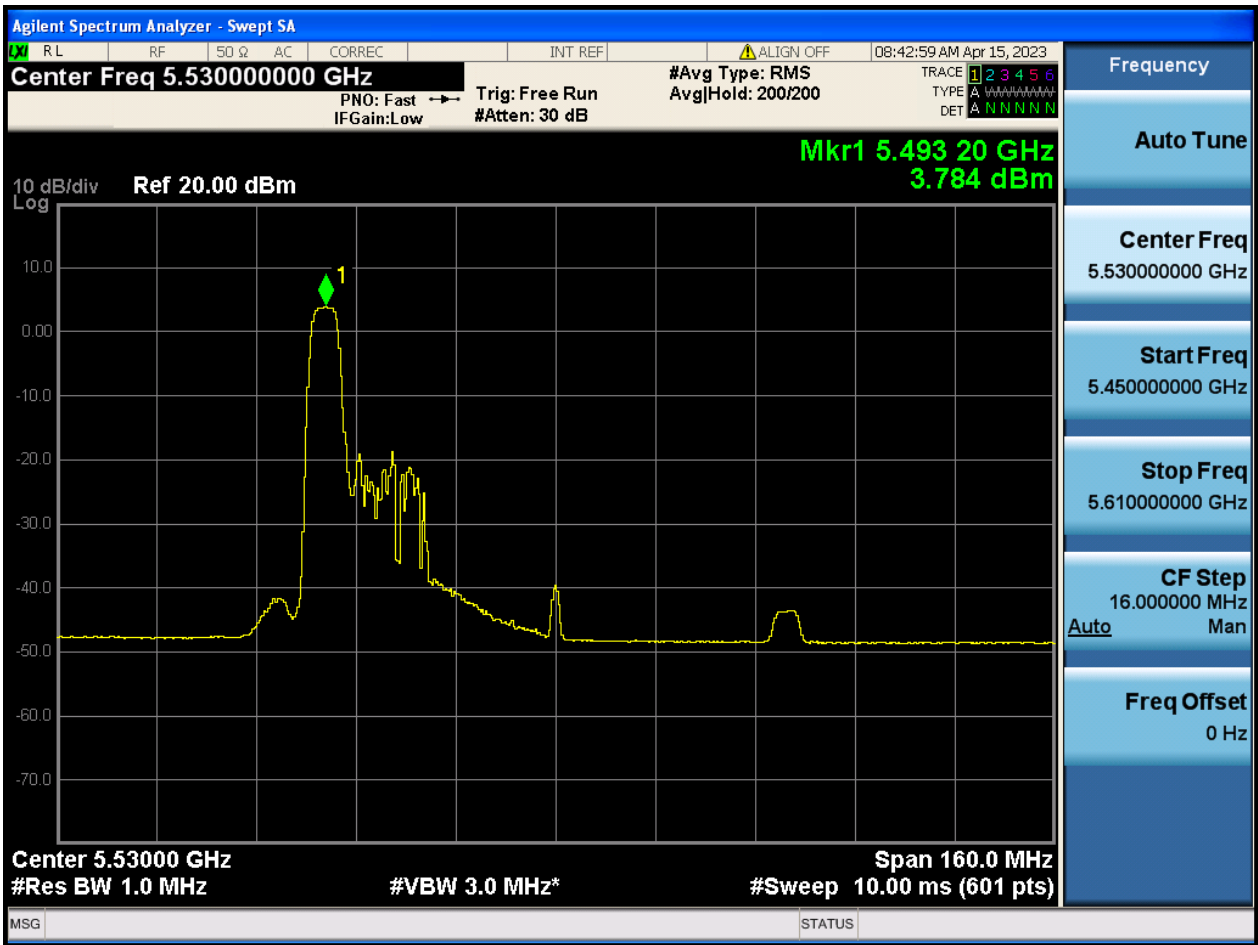 Agilent Spectrum Analyzer - Swept SA
LXI RL RF 50 Ω AC CORREC INT REF ALIGN OFF 08:42:59 AM Apr 15, 2023
Center Freq 5.530000000 GHz
PNO: Fast
IFGain:Low
Trig: Free Run
#Atten: 30 dB
#Avg Type: RMS
Avg|Hold: 200/200
TRACE 1 2 3 4 5 6
TYPE A WWWWWW
DET A N N N N N
Mkr1 5.493 20 GHz
3.784 dBm
10 dB/div Ref 20.00 dBm
Log
1
10.0
0.00
-10.0
-20.0
-30.0
-40.0
-50.0
-60.0
-70.0
Center 5.53000 GHz Span 160.0 MHz
#Res BW 1.0 MHz #VBW 3.0 MHz* #Sweep 10.00 ms (601 pts)
MSG STATUS
Frequency
Auto Tune
Center Freq
5.530000000 GHz
Start Freq
5.450000000 GHz
Stop Freq
5.610000000 GHz
CF Step
16.000000 MHz
Auto Man
Freq Offset
0 Hz